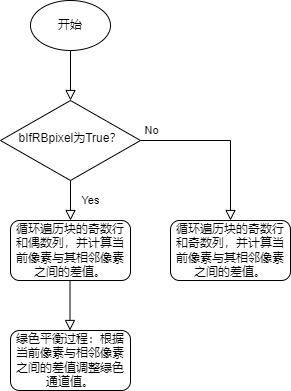 开始
bIfRBpixel为True?
No
Yes
循环遍历块的奇数行
和偶数列，并计算当
前像素与其相邻像素
之间的差值。
循环遍历块的奇数行
和奇数列，并计算当
前像素与其相邻像素
之间的差值。
绿色平衡过程：根据
当前像素与相邻像素
之间的差值调整绿色
通道值。